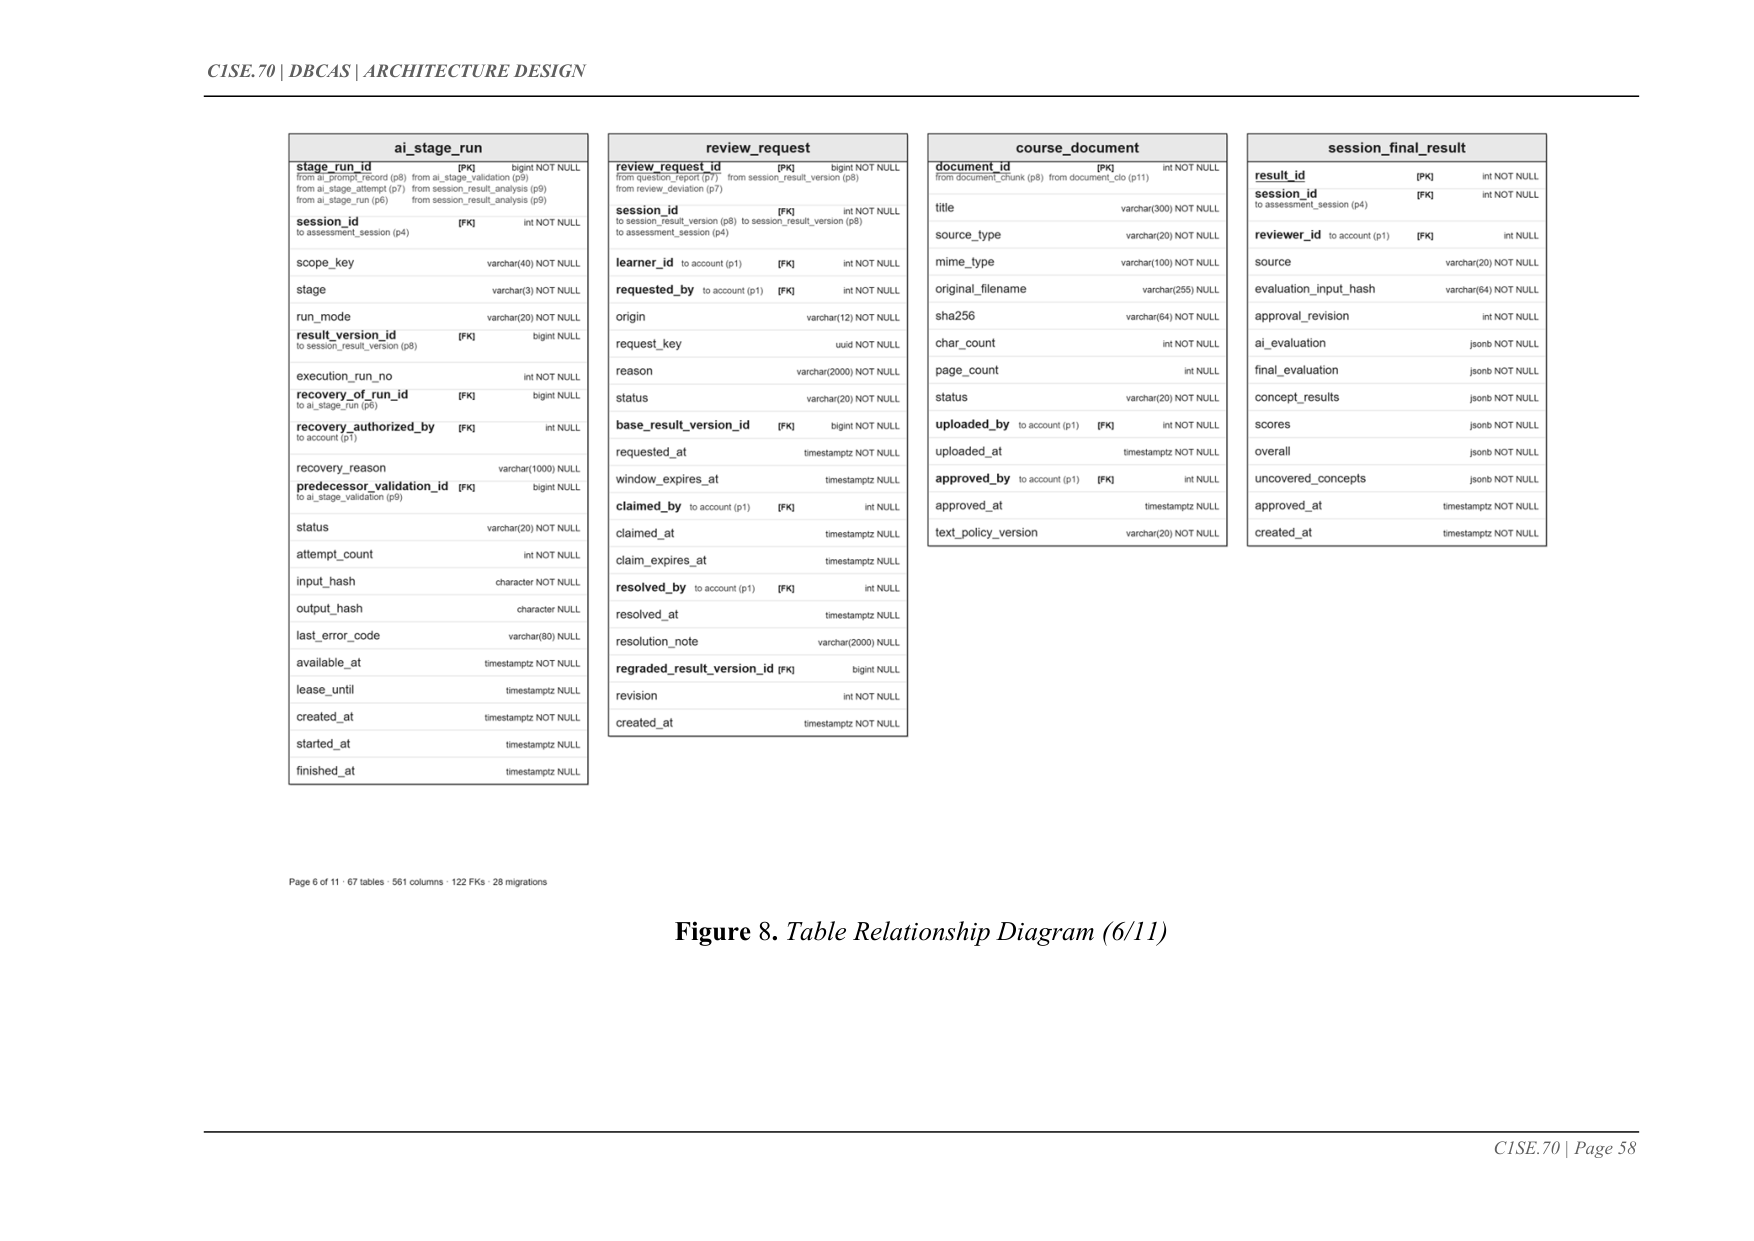 C1SE.70 | DBCAS | ARCHITECTURE DESIGN
ai_stage_run
stage_run_id [PK] bigint NOT NULL
from ai_prompt_record (p8) from ai_stage_validation (p9)
from ai_stage_attempt (p7) from session_result_analysis (p9)
from ai_stage_run (p6) from session_result_analysis (p9)
session_id [FK] int NOT NULL
to assessment_session (p4)
scope_key varchar(40) NOT NULL
stage varchar(3) NOT NULL
run_mode varchar(20) NOT NULL
result_version_id [FK] bigint NULL
to session_result_version (p8)
execution_run_no int NOT NULL
recovery_of_run_id [FK] bigint NULL
to ai_stage_run (p6)
recovery_authorized_by [FK] int NULL
to account (p1)
recovery_reason varchar(1000) NULL
predecessor_validation_id [FK] bigint NULL
to ai_stage_validation (p9)
status varchar(20) NOT NULL
attempt_count int NOT NULL
input_hash character NOT NULL
output_hash character NULL
last_error_code varchar(80) NULL
available_at timestamptz NOT NULL
lease_until timestamptz NULL
created_at timestamptz NOT NULL
started_at timestamptz NULL
finished_at timestamptz NULL
review_request
review_request_id [PK] bigint NOT NULL
from question_report (p7) from session_result_version (p8)
from review_deviation (p7)
session_id [FK] int NOT NULL
to session_result_version (p8) to session_result_version (p8)
to assessment_session (p4)
learner_id to account (p1) [FK] int NOT NULL
requested_by to account (p1) [FK] int NOT NULL
origin varchar(12) NOT NULL
request_key uuid NOT NULL
reason varchar(2000) NOT NULL
status varchar(20) NOT NULL
base_result_version_id [FK] bigint NOT NULL
requested_at timestamptz NOT NULL
window_expires_at timestamptz NULL
claimed_by to account (p1) [FK] int NULL
claimed_at timestamptz NULL
claim_expires_at timestamptz NULL
resolved_by to account (p1) [FK] int NULL
resolved_at timestamptz NULL
resolution_note varchar(2000) NULL
regraded_result_version_id [FK] bigint NULL
revision int NOT NULL
created_at timestamptz NOT NULL
course_document
document_id [PK] int NOT NULL
from document_chunk (p8) from document_clo (p11)
title varchar(300) NOT NULL
source_type varchar(20) NOT NULL
mime_type varchar(100) NOT NULL
original_filename varchar(255) NULL
sha256 varchar(64) NOT NULL
char_count int NOT NULL
page_count int NULL
status varchar(20) NOT NULL
uploaded_by to account (p1) [FK] int NOT NULL
uploaded_at timestamptz NOT NULL
approved_by to account (p1) [FK] int NULL
approved_at timestamptz NULL
text_policy_version varchar(20) NOT NULL
session_final_result
result_id [PK] int NOT NULL
session_id [FK] int NOT NULL
to assessment_session (p4)
reviewer_id to account (p1) [FK] int NULL
source varchar(20) NOT NULL
evaluation_input_hash varchar(64) NOT NULL
approval_revision int NOT NULL
ai_evaluation jsonb NOT NULL
final_evaluation jsonb NOT NULL
concept_results jsonb NOT NULL
scores jsonb NOT NULL
overall jsonb NOT NULL
uncovered_concepts jsonb NOT NULL
approved_at timestamptz NOT NULL
created_at timestamptz NOT NULL
Page 6 of 11 · 67 tables · 561 columns · 122 FKs · 28 migrations
Figure 8. Table Relationship Diagram (6/11)
C1SE.70 | Page 58